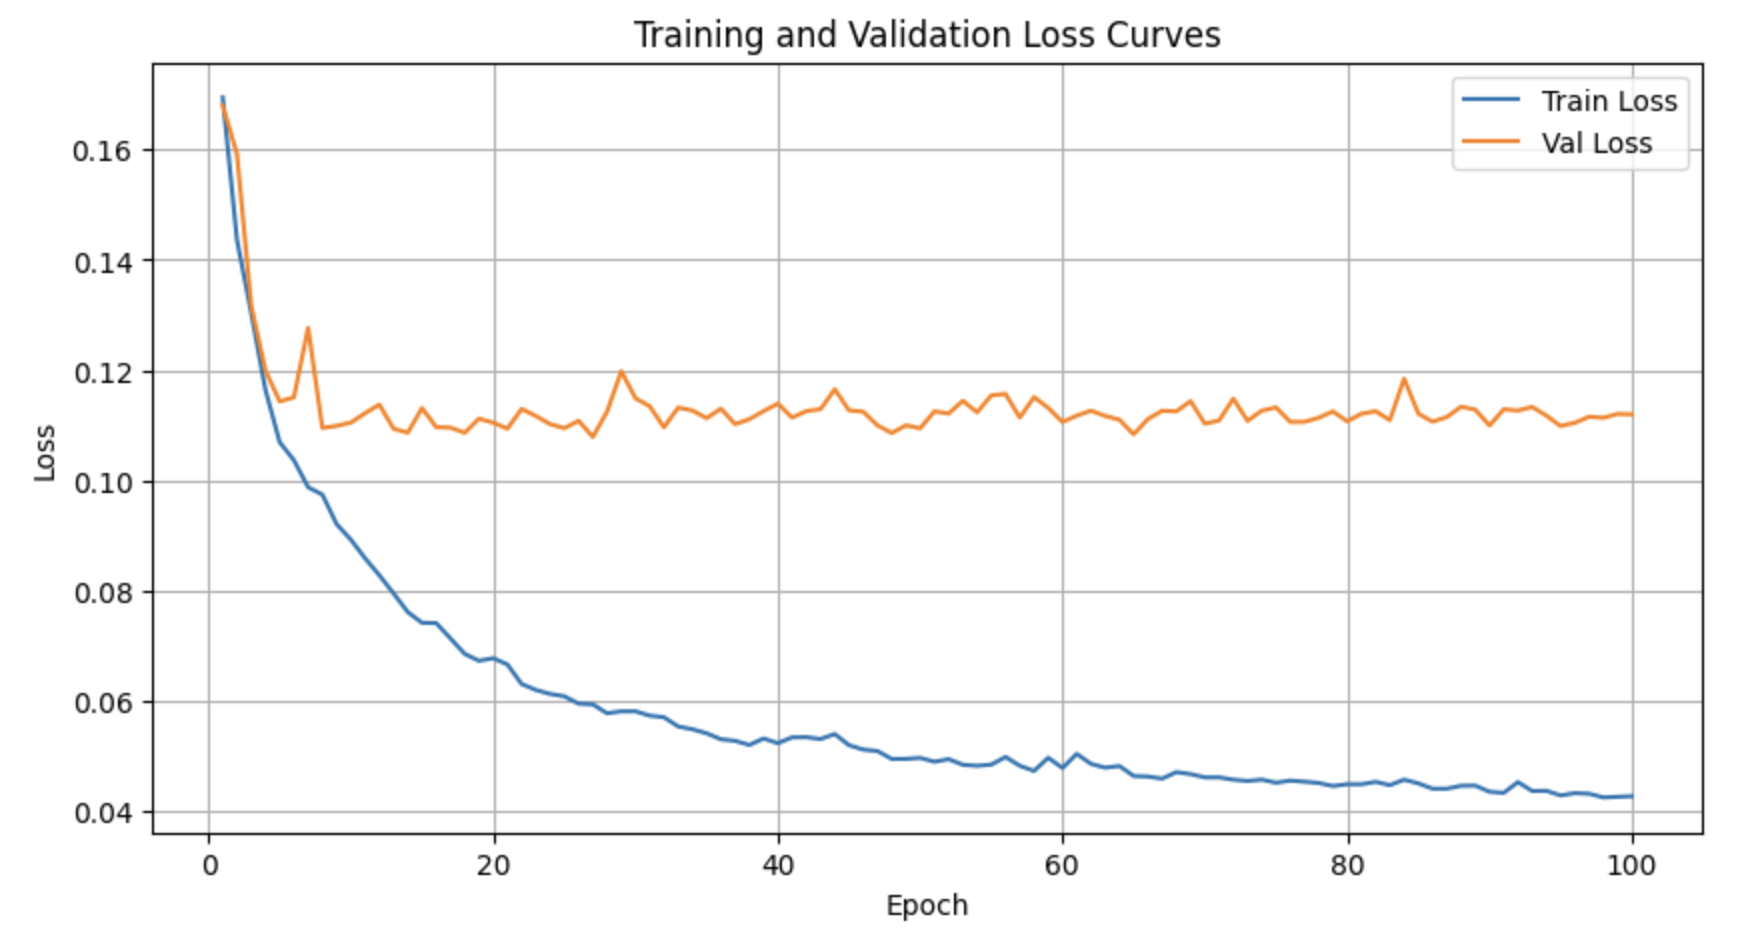 Training and Validation Loss Curves
Train Loss
Val Loss
0.16
0.14
0.12
0.10
0.08
0.06
0.04
Loss
0 20 40 60 80 100
Epoch